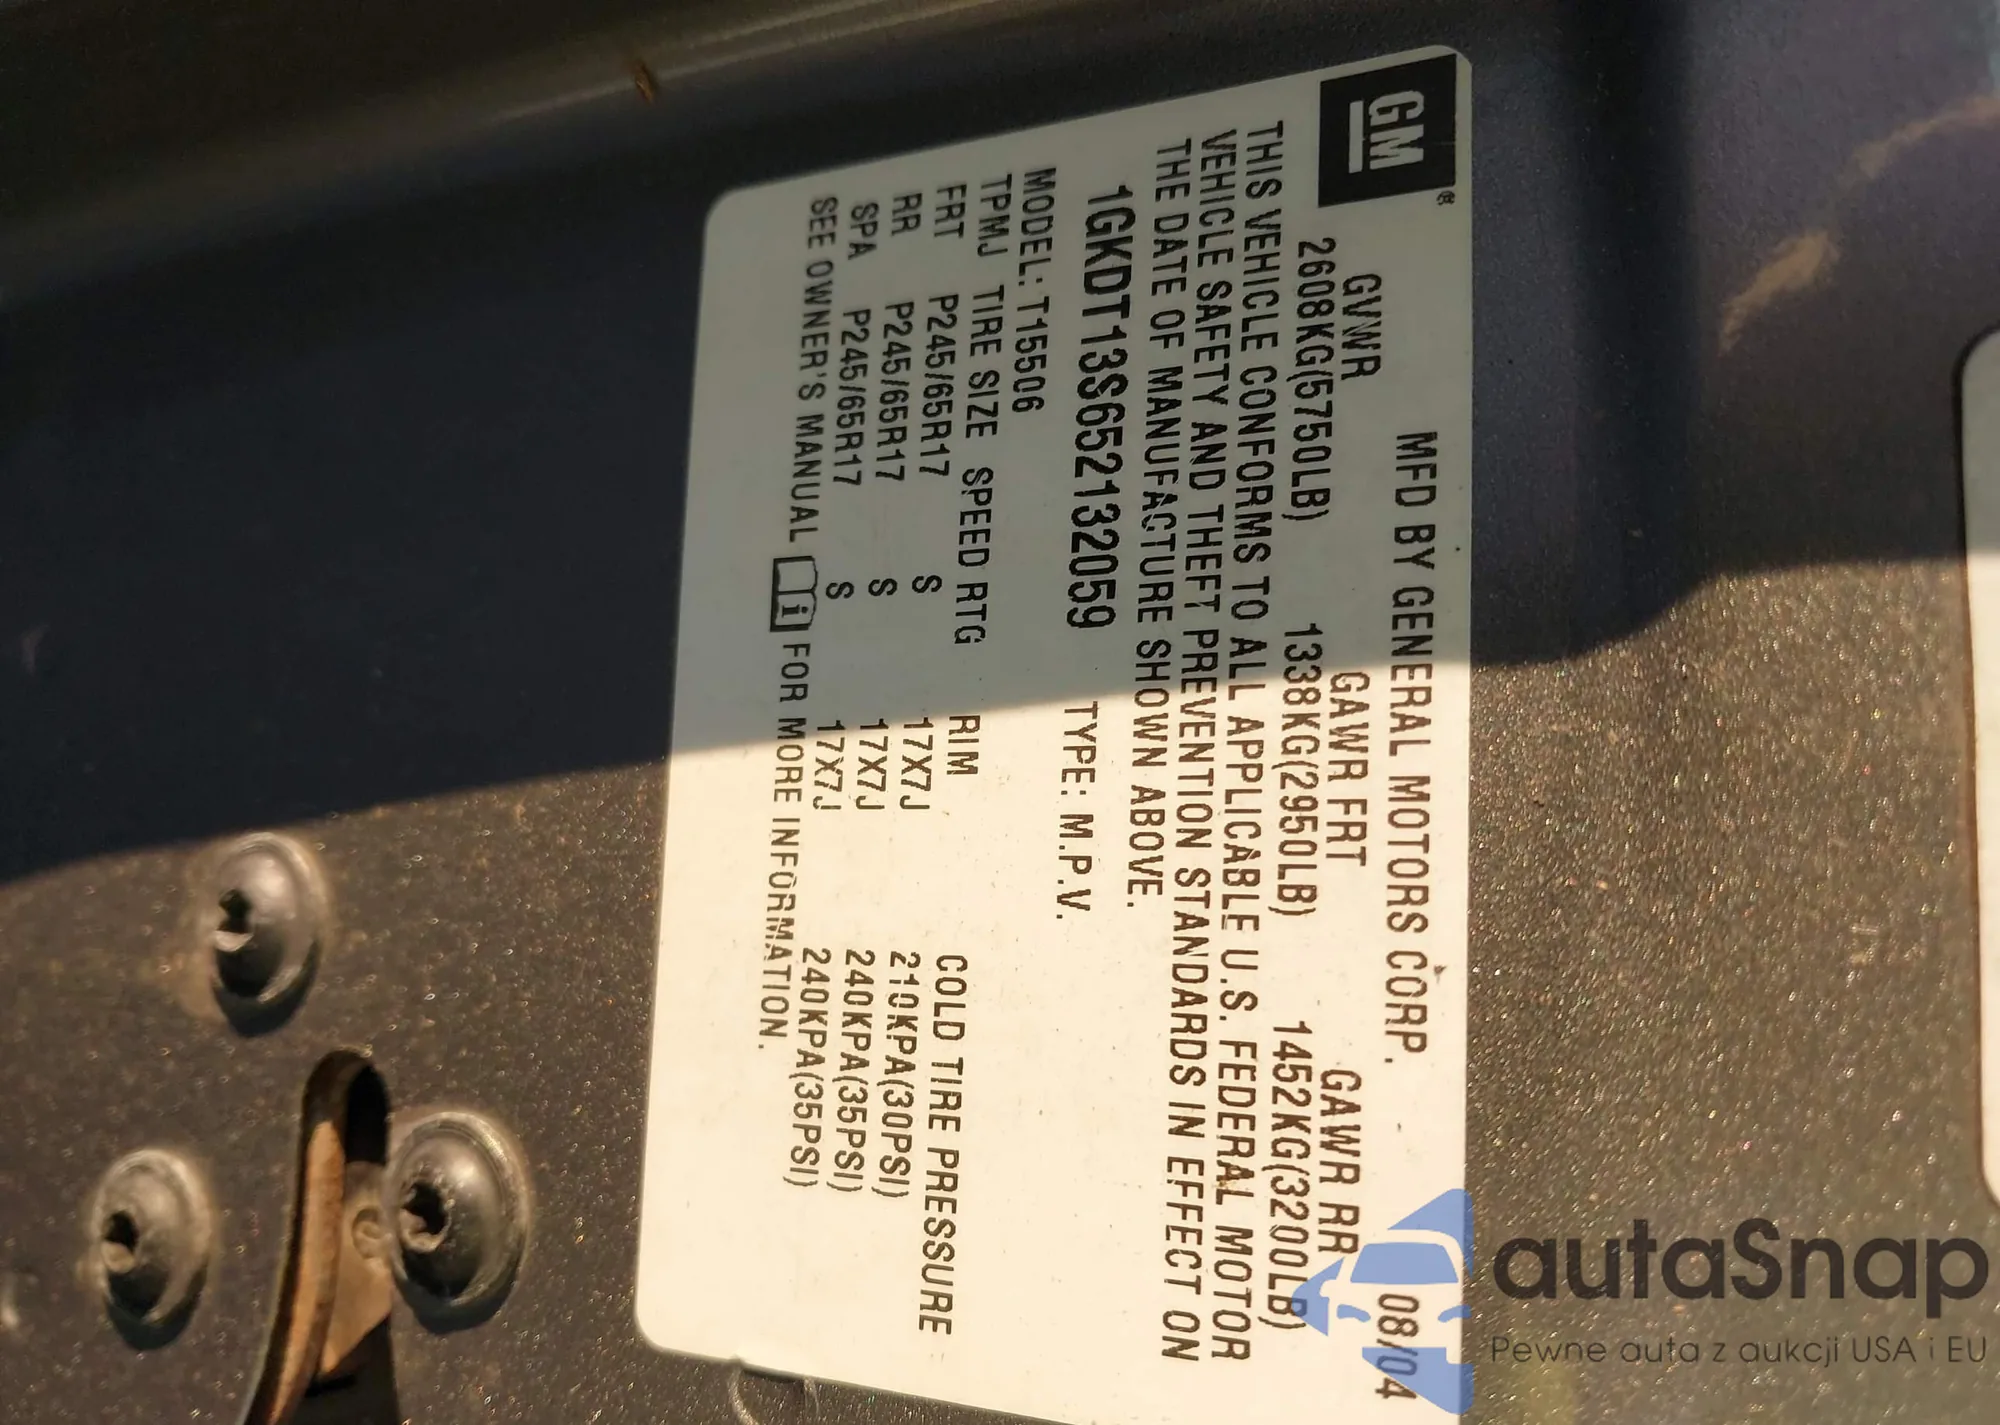 GM®
MFD BY GENERAL MOTORS CORP. 08/04
GVWR GAWR FRT GAWR RR
2608KG(5750LB) 1338KG(2950LB) 1452KG(3200LB)
THIS VEHICLE CONFORMS TO ALL APPLICABLE U.S. FEDERAL MOTOR
VEHICLE SAFETY AND THEFT PREVENTION STANDARDS IN EFFECT ON
THE DATE OF MANUFACTURE SHOWN ABOVE.
1GKDT13S652132059 TYPE: M.P.V.
MODEL: T15506
TPMJ TIRE SIZE SPEED RTG RIM COLD TIRE PRESSURE
FRT P245/65R17 S 17X7J 210KPA(30PSI)
RR P245/65R17 S 17X7J 240KPA(35PSI)
SPA P245/65R17 S 17X7J 240KPA(35PSI)
SEE OWNER'S MANUAL i FOR MORE INFORMATION.
autaSnap
Pewne auta z aukcji USA i EU